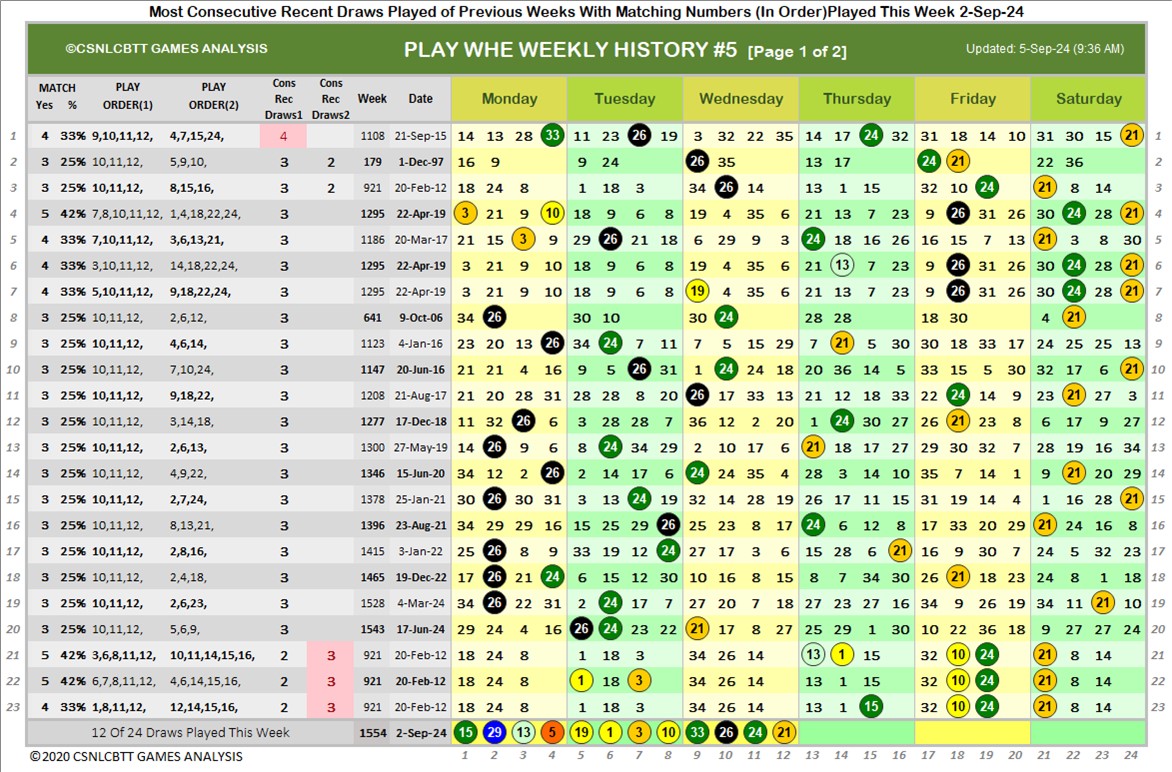 Most Consecutive Recent Draws Played of Previous Weeks With Matching Numbers (In Order)Played This Week 2-Sep-24
©CSNLCBTT GAMES ANALYSIS PLAY WHE WEEKLY HISTORY #5 [Page 1 of 2] Updated: 5-Sep-24 (9:36 AM)
MATCH Yes % PLAY ORDER(1) PLAY ORDER(2) Cons Rec Draws1 Cons Rec Draws2 Week Date Monday Tuesday Wednesday Thursday Friday Saturday
1 4 33% 9,10,11,12, 4,7,15,24, 4 1108 21-Sep-15 14 13 28 33 11 23 26 19 3 32 22 35 14 17 24 32 31 18 14 10 31 30 15 21 1
2 3 25% 10,11,12, 5,9,10, 3 2 179 1-Dec-97 16 9 9 24 26 35 13 17 24 21 22 36 2
3 3 25% 10,11,12, 8,15,16, 3 2 921 20-Feb-12 18 24 8 1 18 3 34 26 14 13 1 15 32 10 24 21 8 14 3
4 5 42% 7,8,10,11,12, 1,4,18,22,24, 3 1295 22-Apr-19 3 21 9 10 18 9 6 8 19 4 35 6 21 13 7 23 9 26 31 26 30 24 28 21 4
5 4 33% 7,10,11,12, 3,6,13,21, 3 1186 20-Mar-17 21 15 3 9 29 26 21 18 6 29 9 3 24 18 16 26 16 15 7 13 21 3 8 30 5
6 4 33% 3,10,11,12, 14,18,22,24, 3 1295 22-Apr-19 3 21 9 10 18 9 6 8 19 4 35 6 21 13 7 23 9 26 31 26 30 24 28 21 6
7 4 33% 5,10,11,12, 9,18,22,24, 3 1295 22-Apr-19 3 21 9 10 18 9 6 8 19 4 35 6 21 13 7 23 9 26 31 26 30 24 28 21 7
8 3 25% 10,11,12, 2,6,12, 3 641 9-Oct-06 34 26 30 10 30 24 28 28 18 30 4 21 8
9 3 25% 10,11,12, 4,6,14, 3 1123 4-Jan-16 23 20 13 26 34 24 7 11 7 5 15 29 7 21 5 30 30 18 33 17 24 25 25 13 9
10 3 25% 10,11,12, 7,10,24, 3 1147 20-Jun-16 21 21 4 16 9 5 26 31 1 24 24 18 20 36 14 5 33 15 5 30 32 17 6 21 10
11 3 25% 10,11,12, 9,18,22, 3 1208 21-Aug-17 21 20 28 31 28 28 8 20 26 17 33 13 21 12 18 33 22 24 14 9 23 21 27 3 11
12 3 25% 10,11,12, 3,14,18, 3 1277 17-Dec-18 11 32 26 6 3 28 28 7 36 12 2 20 1 24 30 27 26 21 23 8 6 17 9 27 12
13 3 25% 10,11,12, 2,6,13, 3 1300 27-May-19 14 26 9 6 8 24 34 29 2 10 17 6 21 18 17 27 29 30 32 7 28 19 16 34 13
14 3 25% 10,11,12, 4,9,22, 3 1346 15-Jun-20 34 12 2 26 2 14 17 6 24 24 35 4 28 3 14 10 35 7 14 1 9 21 20 29 14
15 3 25% 10,11,12, 2,7,24, 3 1378 25-Jan-21 30 26 30 31 3 13 24 19 32 14 28 19 26 17 11 15 31 19 14 4 1 16 28 21 15
16 3 25% 10,11,12, 8,13,21, 3 1396 23-Aug-21 34 29 29 16 15 25 29 26 25 23 8 17 24 6 12 8 17 33 20 29 21 24 16 8 16
17 3 25% 10,11,12, 2,8,16, 3 1415 3-Jan-22 25 26 8 9 33 19 12 24 27 17 3 6 15 28 6 21 16 9 30 7 24 5 32 23 17
18 3 25% 10,11,12, 2,4,18, 3 1465 19-Dec-22 17 26 21 24 6 15 12 30 10 16 8 15 8 7 34 30 26 21 18 23 24 8 1 18 18
19 3 25% 10,11,12, 2,6,23, 3 1528 4-Mar-24 34 26 22 31 2 24 17 7 27 20 7 18 27 23 27 16 34 9 26 19 34 11 21 10 19
20 3 25% 10,11,12, 5,6,9, 3 1543 17-Jun-24 29 24 4 16 26 24 23 22 21 17 8 27 25 29 1 30 10 22 36 18 9 27 27 24 20
21 5 42% 3,6,8,11,12, 10,11,14,15,16, 2 3 921 20-Feb-12 18 24 8 1 18 3 34 26 14 13 1 15 32 10 24 21 8 14 21
22 5 42% 6,7,8,11,12, 4,6,14,15,16, 2 3 921 20-Feb-12 18 24 8 1 18 3 34 26 14 13 1 15 32 10 24 21 8 14 22
23 4 33% 1,8,11,12, 12,14,15,16, 2 3 921 20-Feb-12 18 24 8 1 18 3 34 26 14 13 1 15 32 10 24 21 8 14 23
12 Of 24 Draws Played This Week 1554 2-Sep-24 15 29 13 5 19 1 3 10 33 26 24 21
©2020 CSNLCBTT GAMES ANALYSIS 1 2 3 4 5 6 7 8 9 10 11 12 13 14 15 16 17 18 19 20 21 22 23 24